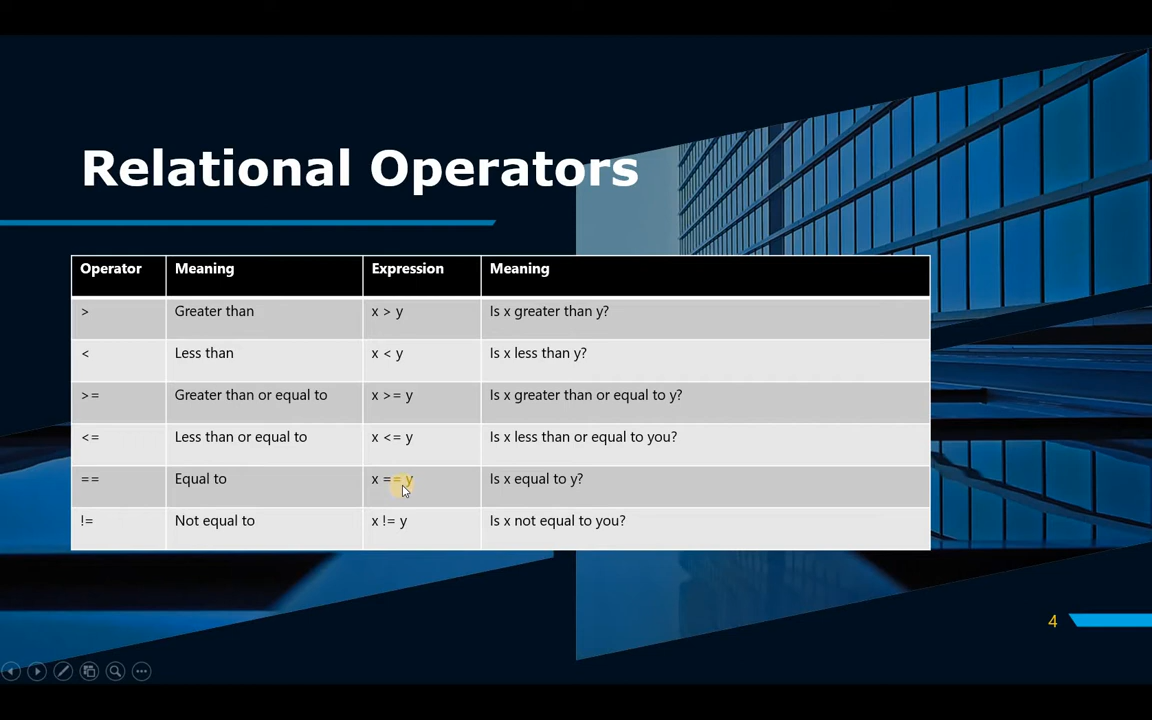 Relational Operators
Operator Meaning Expression Meaning
> Greater than x > y Is x greater than y?
< Less than x < y Is x less than y?
>= Greater than or equal to x >= y Is x greater than or equal to y?
<= Less than or equal to x <= y Is x less than or equal to you?
== Equal to x == y Is x equal to y?
!= Not equal to x != y Is x not equal to you?
4